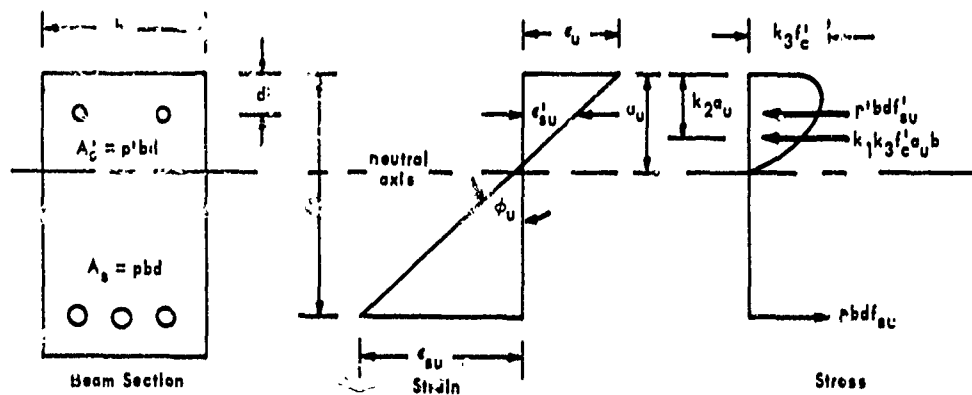 b
ϵu
k3f'c
d'
k2au
au
ϵ'su
p'bdf'su
k1k3f'caub
A's = p'bd
neutral
axis
ϕu
As = pbd
pbdfsu
ϵsu
Beam Section
Strain
Stress